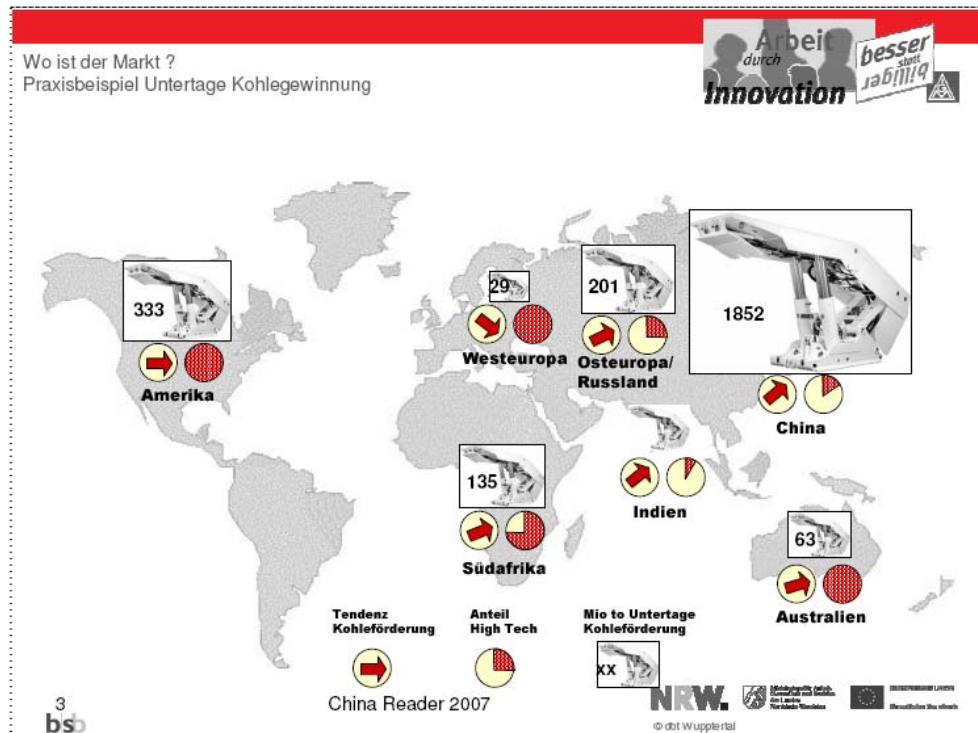 Wo ist der Markt ?
Praxisbeispiel Untertage Kohlegewinnung
Arbeit
durch
Innovation
besser
statt
billiger
333
Amerika
29
Westeuropa
201
Osteuropa/
Russland
1852
China
135
Südafrika
Indien
63
Australien
Tendenz
Kohleförderung
Anteil
High Tech
Mio to Untertage
Kohleförderung
xx
3
China Reader 2007
bsb
NRW.
© dbt Wupptertal